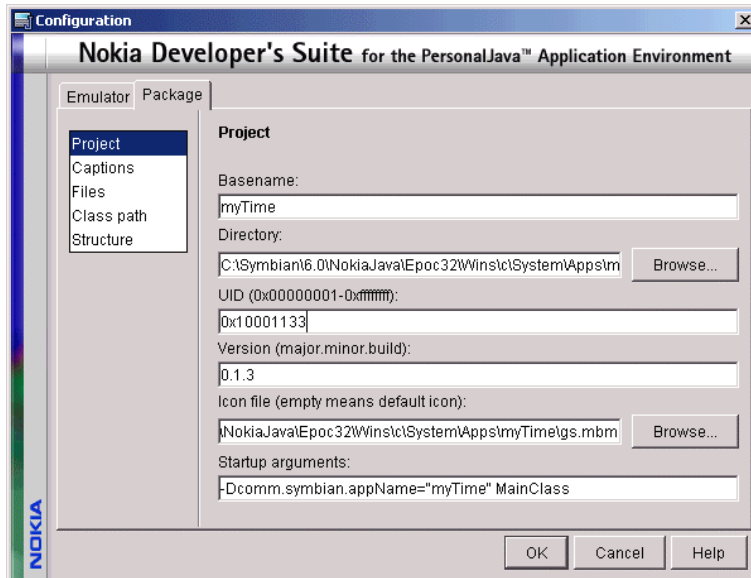 Configuration
Nokia Developer's Suite for the PersonalJava™ Application Environment
Emulator Package
Project
Captions
Files
Class path
Structure
Project
Basename:
myTime
Directory:
C:\Symbian\6.0\NokiaJava\Epoc32\Wins\c\System\Apps\m Browse...
UID (0x00000001-0xffffffff):
0x10001133
Version (major.minor.build):
0.1.3
Icon file (empty means default icon):
\NokiaJava\Epoc32\Wins\c\System\Apps\myTime\gs.mbm Browse...
Startup arguments:
-Dcomm.symbian.appName="myTime" MainClass
NOKIA
OK Cancel Help